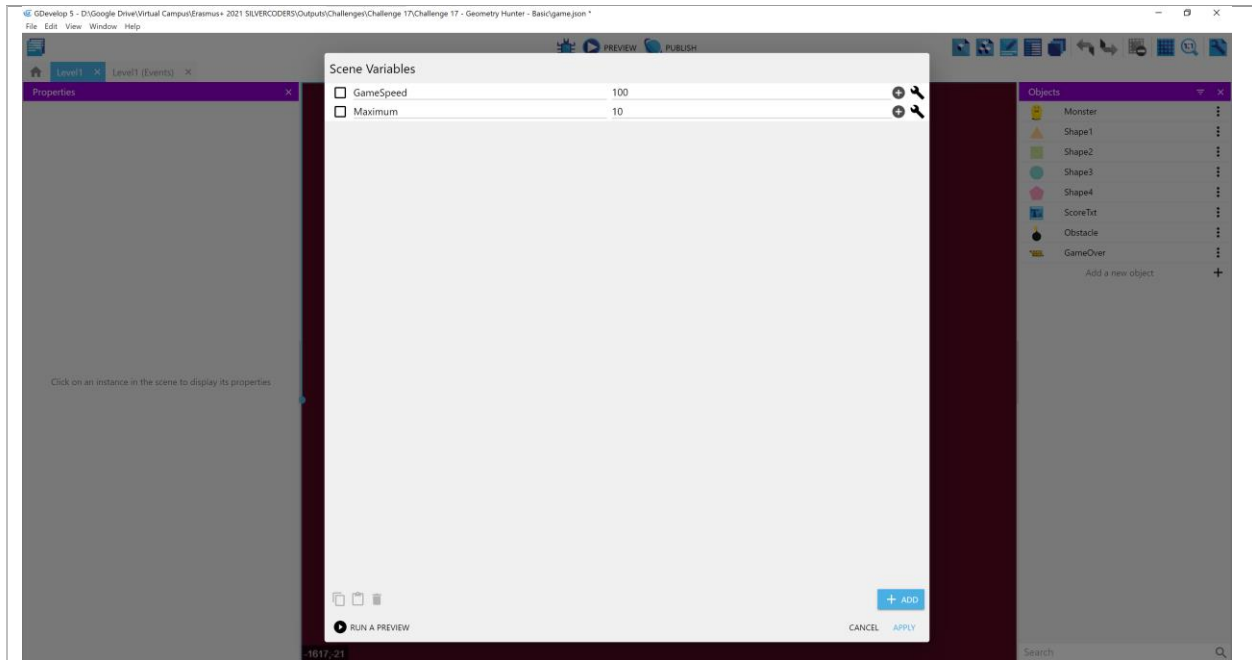 GDevelop 5 - D:\Google Drive\Virtual Campus\Erasmus+ 2021 SILVERCODERS\Outputs\Challenges\Challenge 17\Challenge 17 - Geometry Hunter - Basic\game.json *
File Edit View Window Help
PREVIEW PUBLISH
Level1 × Level1 (Events) ×
Properties
Scene Variables
Objects
GameSpeed 100
Maximum 10
Monster
Shape1
Shape2
Shape3
Shape4
ScoreTxt
Obstacle
GameOver
Add a new object
Click on an instance in the scene to display its properties
+ ADD
RUN A PREVIEW
CANCEL APPLY
-1617,-21
Search